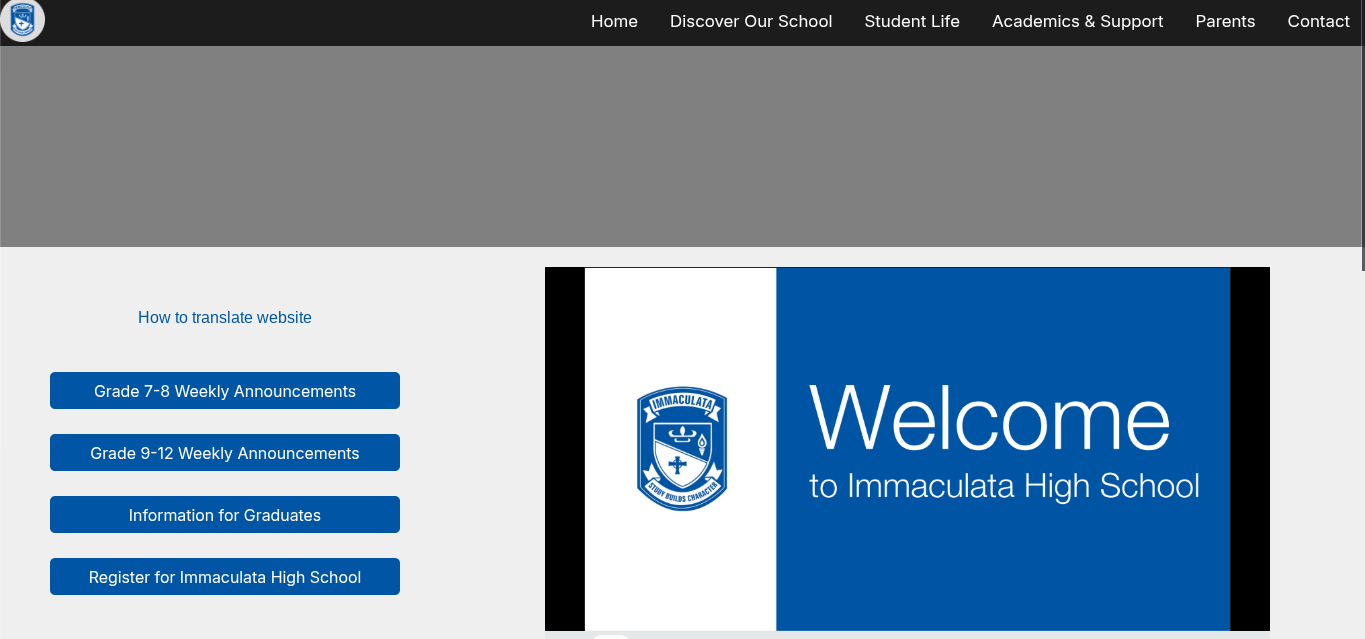 Home Discover Our School Student Life Academics & Support Parents Contact
How to translate website
Grade 7-8 Weekly Announcements
Grade 9-12 Weekly Announcements
Information for Graduates
Register for Immaculata High School
Welcome
to Immaculata High School
IMMACULATA
STUDY BUILDS CHARACTER